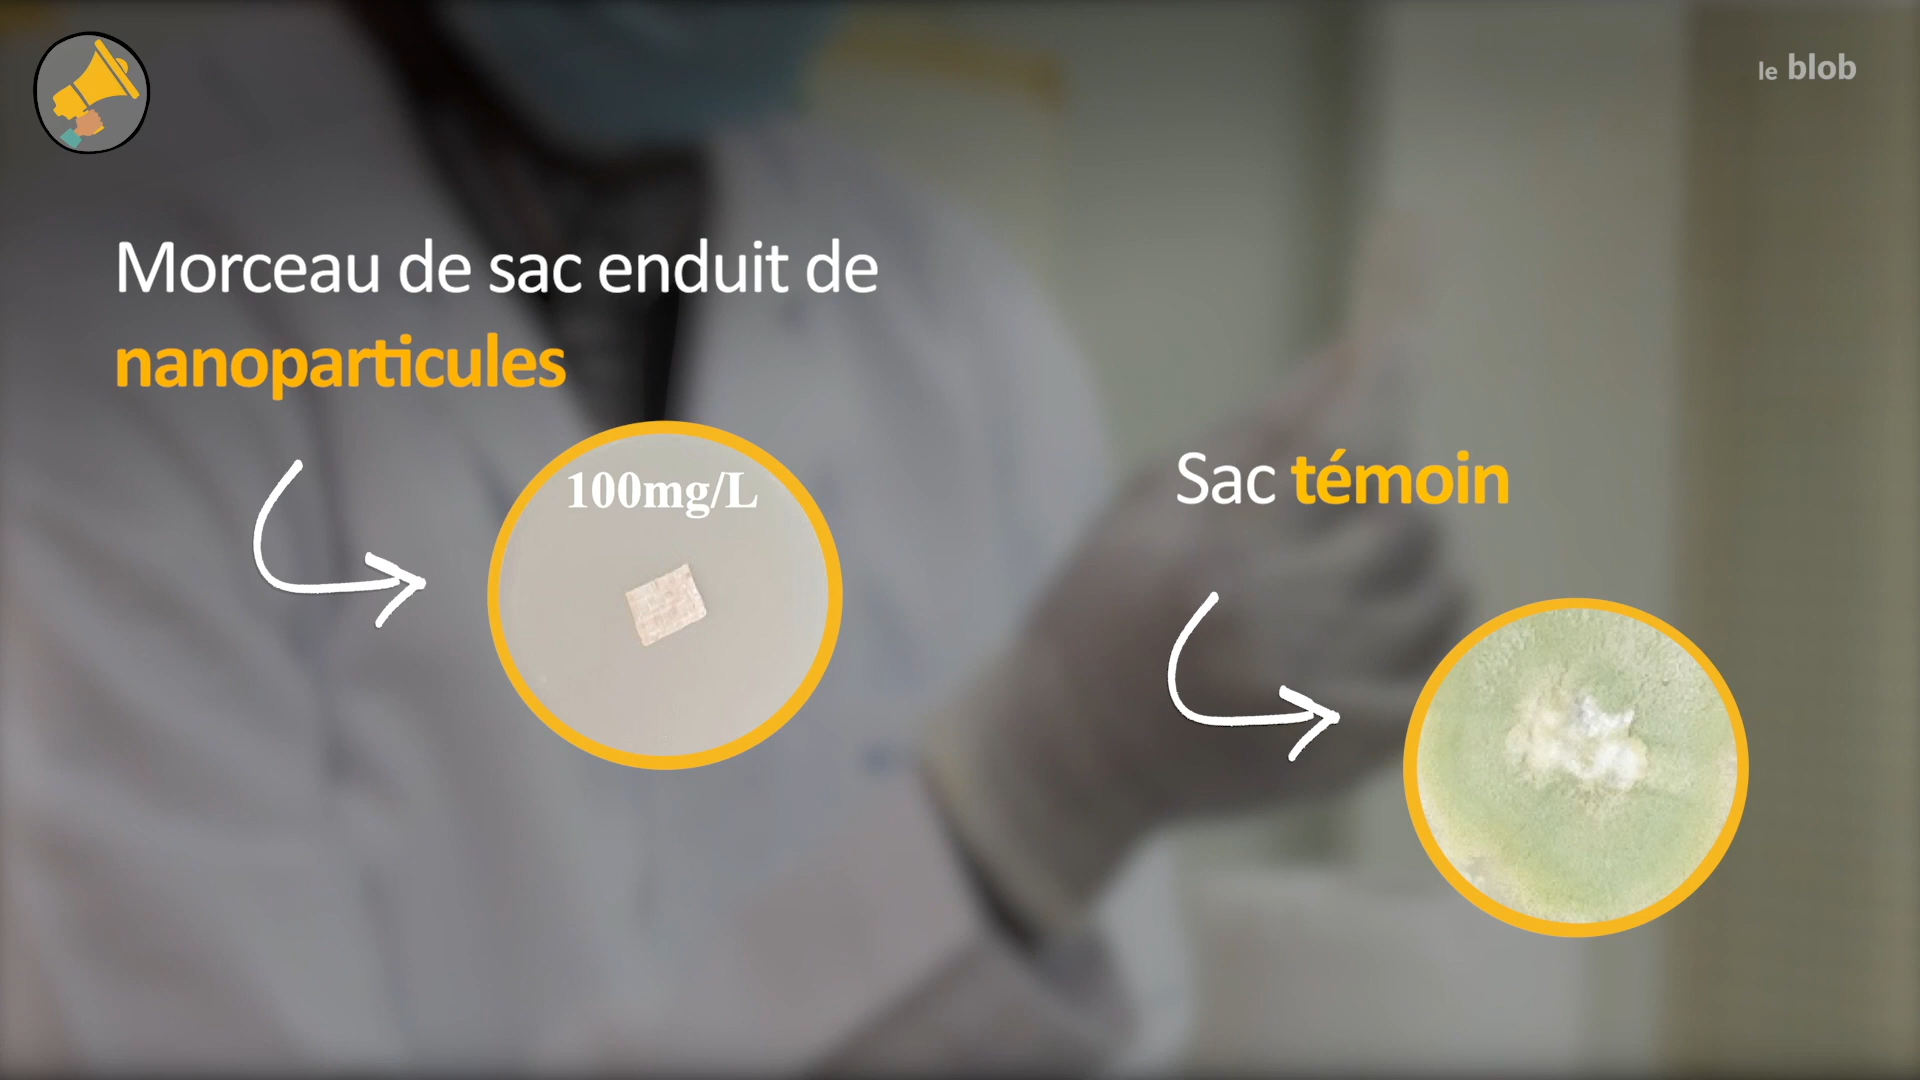 le blob
Morceau de sac enduit de
nanoparticules
100mg/L
Sac témoin